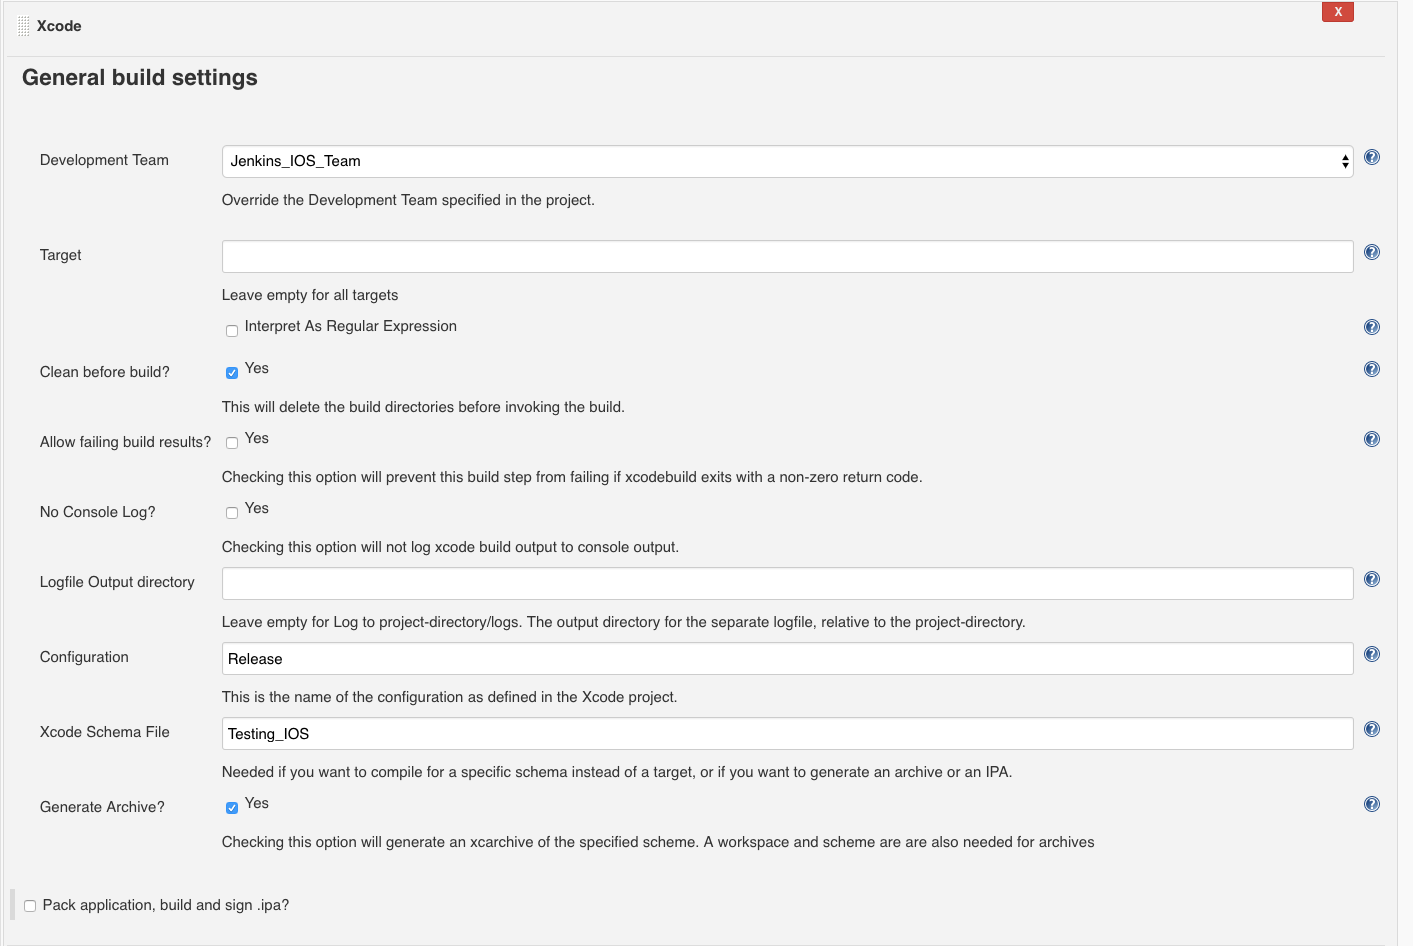 Xcode
X
General build settings
Development Team
Jenkins_IOS_Team
Override the Development Team specified in the project.
Target
Leave empty for all targets
Interpret As Regular Expression
Clean before build?
Yes
This will delete the build directories before invoking the build.
Allow failing build results?
Yes
Checking this option will prevent this build step from failing if xcodebuild exits with a non-zero return code.
No Console Log?
Yes
Checking this option will not log xcode build output to console output.
Logfile Output directory
Leave empty for Log to project-directory/logs. The output directory for the separate logfile, relative to the project-directory.
Configuration
Release
This is the name of the configuration as defined in the Xcode project.
Xcode Schema File
Testing_IOS
Needed if you want to compile for a specific schema instead of a target, or if you want to generate an archive or an IPA.
Generate Archive?
Yes
Checking this option will generate an xcarchive of the specified scheme. A workspace and scheme are are also needed for archives
Pack application, build and sign .ipa?